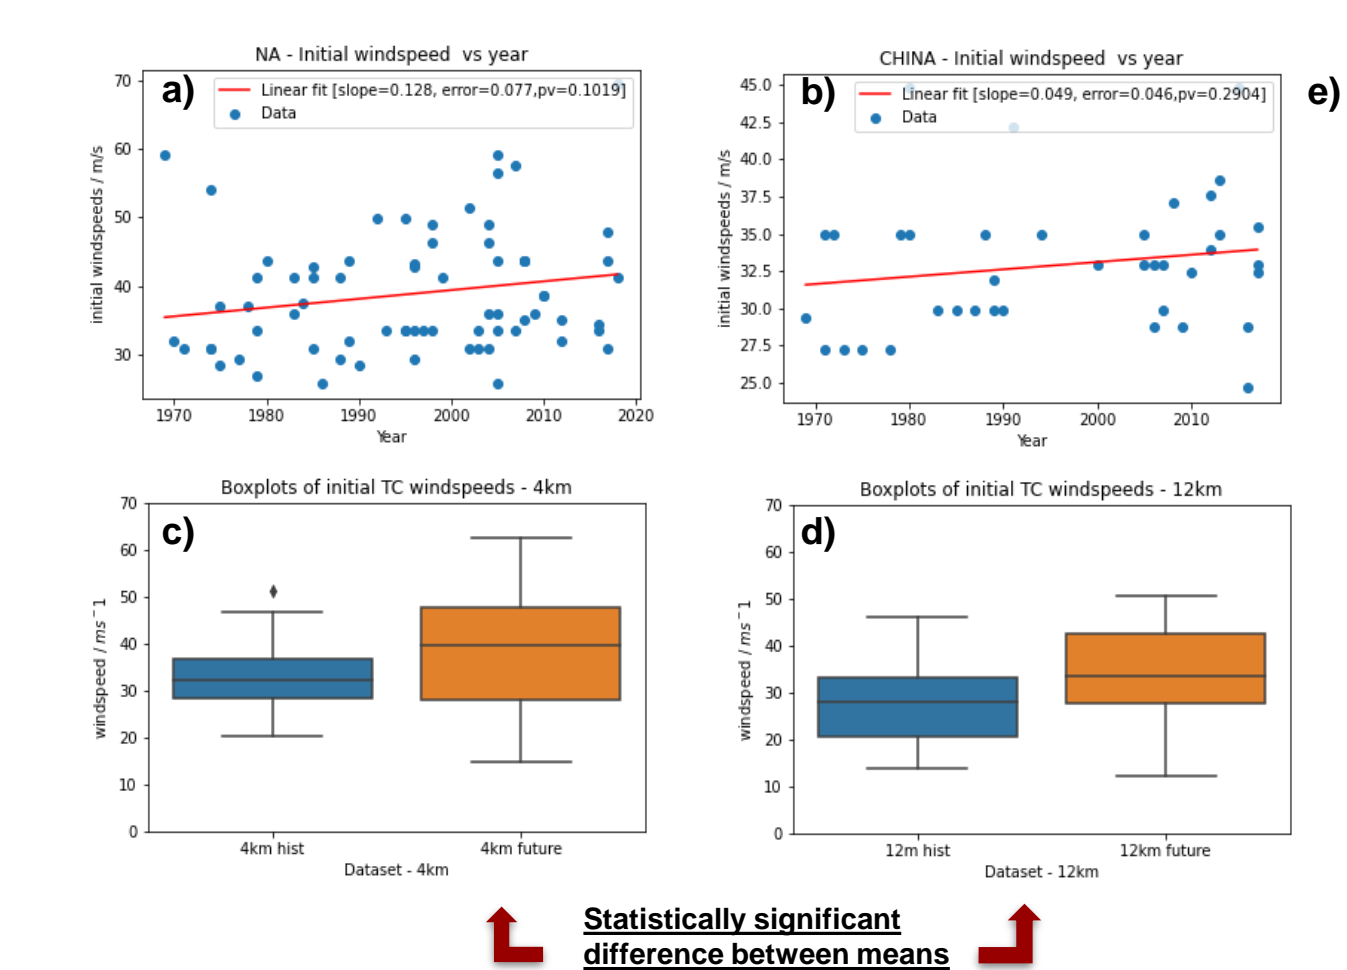 NA - Initial windspeed  vs year
a)
Linear fit [slope=0.128, error=0.077,pv=0.1019]
Data
70
60
50
40
30
initial windspeeds / m/s
1970 1980 1990 2000 2010 2020
Year
CHINA - Initial windspeed  vs year
b)
Linear fit [slope=0.049, error=0.046,pv=0.2904]
Data
45.0
42.5
40.0
37.5
35.0
32.5
30.0
27.5
25.0
initial windspeeds / m/s
1970 1980 1990 2000 2010
Year
e)
Boxplots of initial TC windspeeds - 4km
c)
70
60
50
40
30
20
10
0
windspeed / ms⁻1
4km hist 4km future
Dataset - 4km
Boxplots of initial TC windspeeds - 12km
d)
70
60
50
40
30
20
10
0
windspeed / ms⁻1
12m hist 12km future
Dataset - 12km
Statistically significant
difference between means